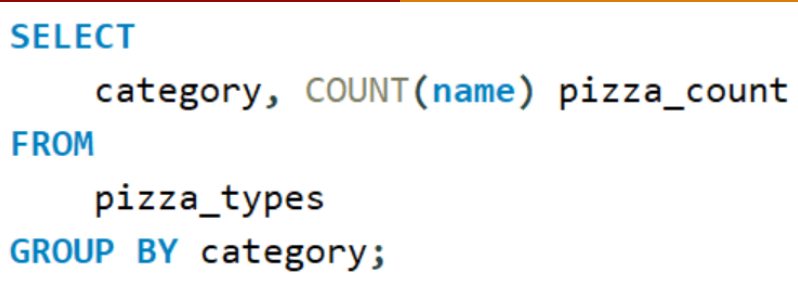 SELECT
    category, COUNT(name) pizza_count
FROM
    pizza_types
GROUP BY category;